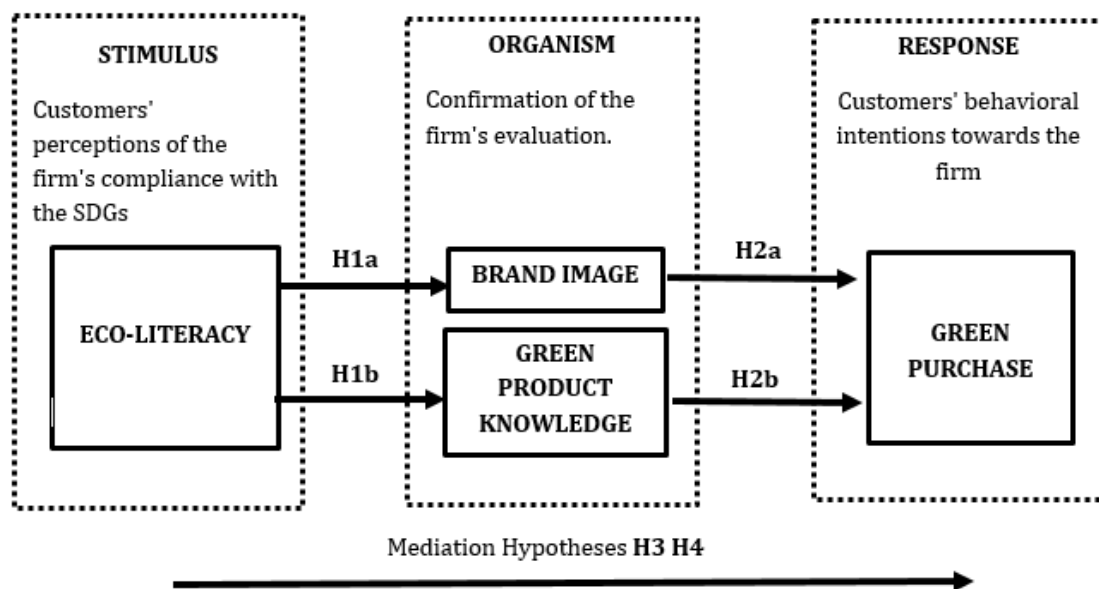 STIMULUS
Customers'
perceptions of the
firm's compliance with
the SDGs
ECO-LITERACY
H1a
H1b
ORGANISM
Confirmation of the
firm's evaluation.
BRAND IMAGE
GREEN
PRODUCT
KNOWLEDGE
H2a
H2b
RESPONSE
Customers' behavioral
intentions towards the
firm
GREEN
PURCHASE
Mediation Hypotheses H3 H4